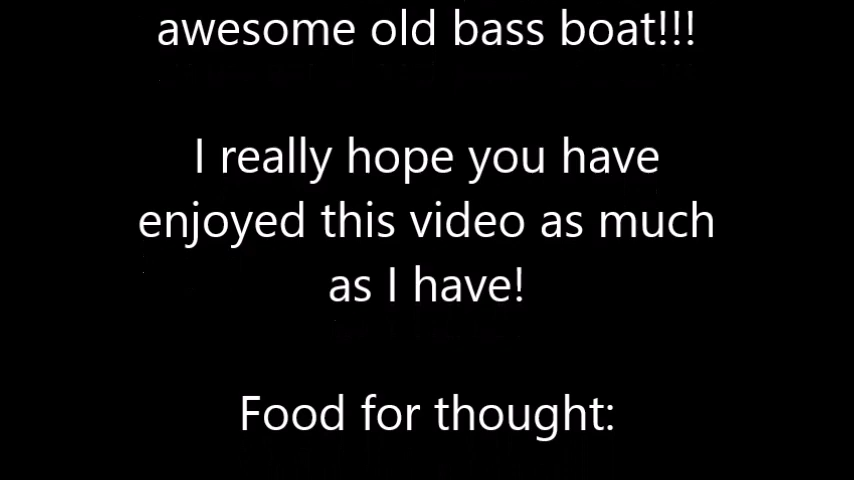 awesome old bass boat!!!
I really hope you have
enjoyed this video as much
as I have!
Food for thought: